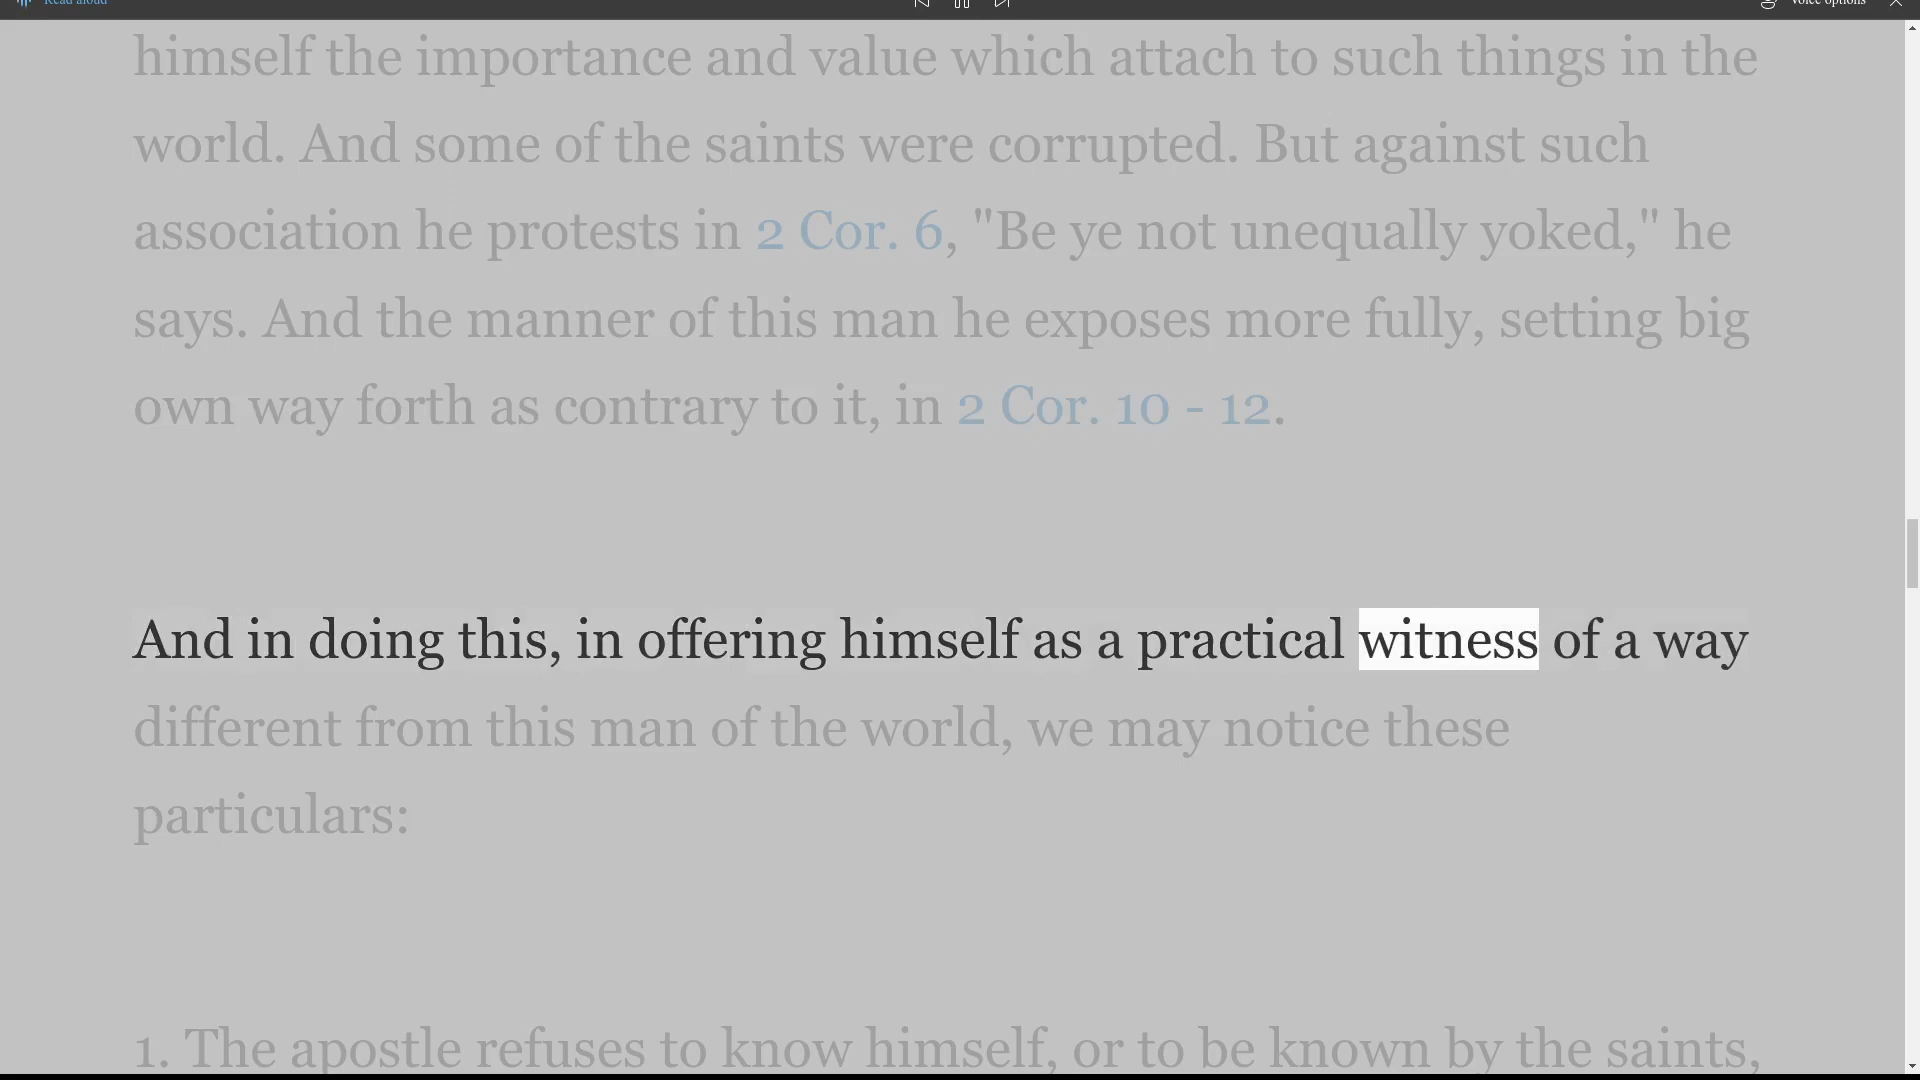 Read aloud
Voice options
himself the importance and value which attach to such things in the
world. And some of the saints were corrupted. But against such
association he protests in 2 Cor. 6, "Be ye not unequally yoked," he
says. And the manner of this man he exposes more fully, setting big
own way forth as contrary to it, in 2 Cor. 10 - 12.
And in doing this, in offering himself as a practical witness of a way
different from this man of the world, we may notice these
particulars:
1. The apostle refuses to know himself, or to be known by the saints,